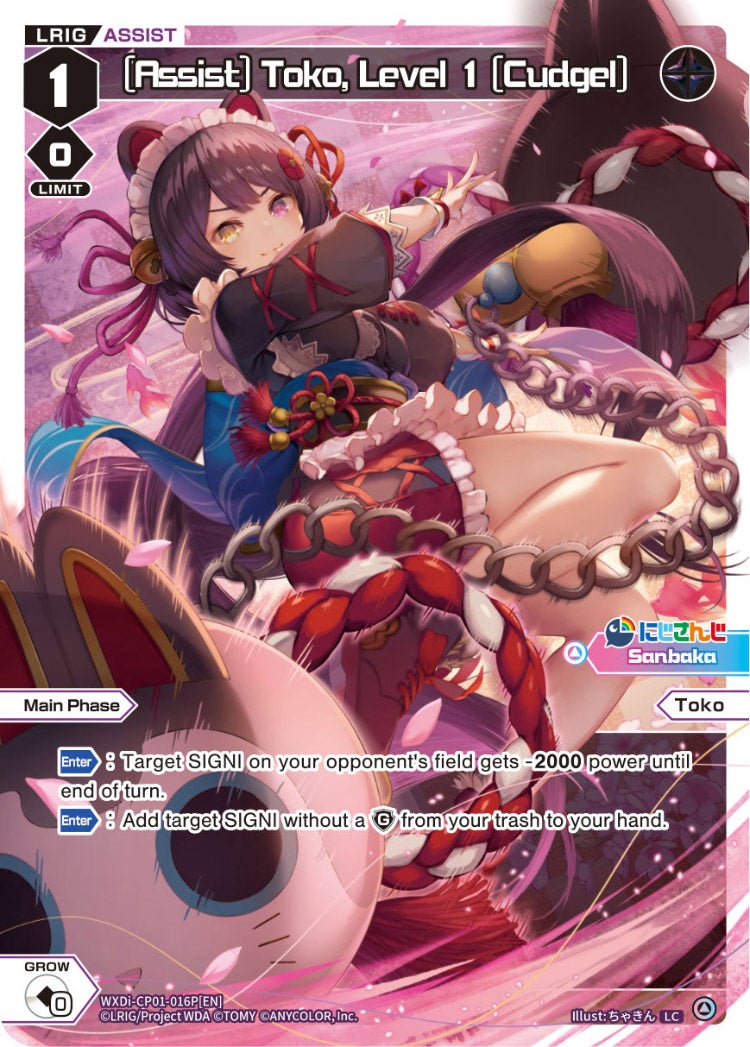 LRIG ASSIST
1
[Assist] Toko, Level 1 [Cudgel]
0
LIMIT
にじさんじ
Sanbaka
Main Phase
Toko
Enter : Target SIGNI on your opponent's field gets -2000 power until
end of turn.
Enter : Add target SIGNI without a G from your trash to your hand.
GROW
0
WXDi-CP01-016P[EN]
©LRIG/Project WDA ©TOMY ©ANYCOLOR, Inc.
Illust:ちゃきん LC